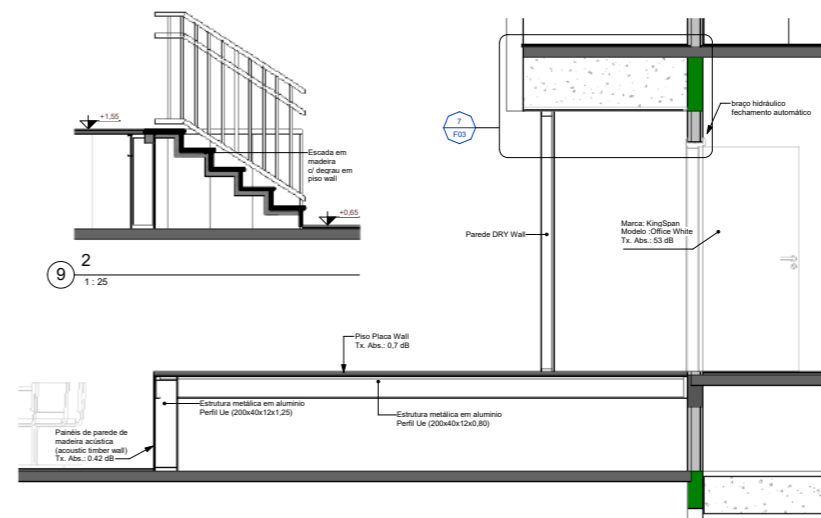 +1,55
Escada em
madeira
c/ degrau em
piso wall
+0,65
9
2
1 : 25
7
F03
braço hidráulico
fechamento automático
Parede DRY Wall
Marca: KingSpan
Modelo :Office White
Tx. Abs.: 53 dB
Piso Placa Wall
Tx. Abs.: 0,7 dB
Estrutura metálica em aluminio
Perfil Ue (200x40x12x1,25)
Estrutura metálica em aluminio
Perfil Ue (200x40x12x0,80)
Painéis de parede de
madeira acústica
(acoustic timber wall)
Tx. Abs.: 0.42 dB